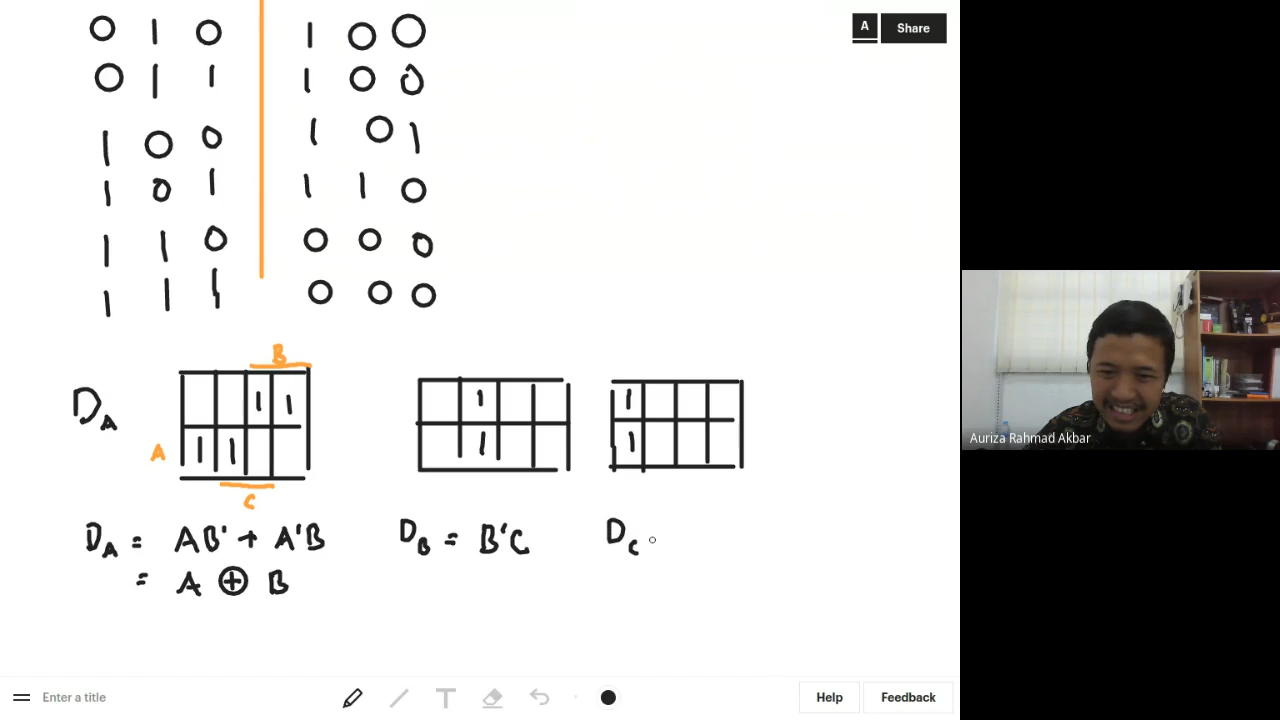 A Share
0 1 0 1 0 0
0 1 1 1 0 0
1 0 0 1 0 1
1 0 1 1 1 0
1 1 0 0 0 0
1 1 1 0 0 0
B
D_A 1 1 1 1
A 1 1 1 1
C
D_A = AB' + A'B D_B = B'C D_C
= A ⊕ B
Auriza Rahmad Akbar
Enter a title T Help Feedback